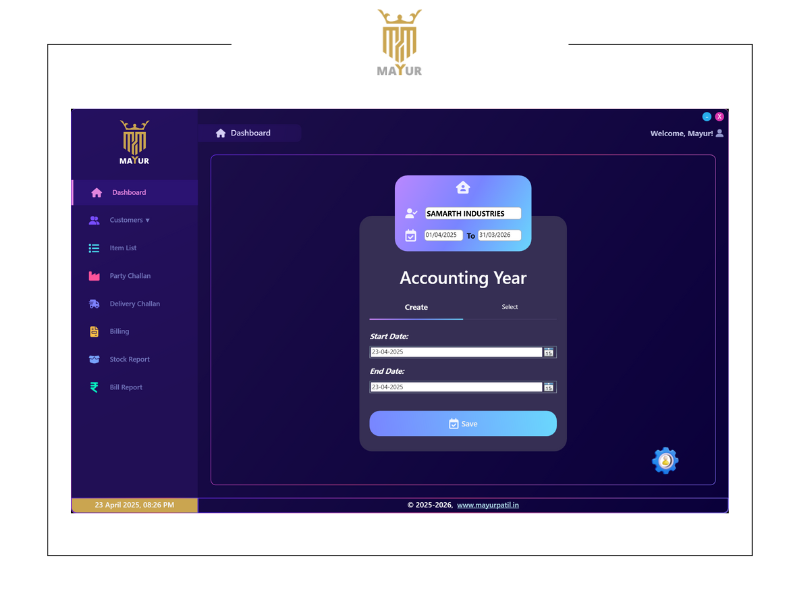 MAYUR
MAYUR
Dashboard
Welcome, Mayur!
- X
Dashboard
Customers ▾
Item List
Party Challan
Delivery Challan
Billing
Stock Report
Bill Report
SAMARTH INDUSTRIES
01/04/2025 To 31/03/2026
Accounting Year
Create Select
Start Date:
23-04-2025
End Date:
23-04-2025
Save
23 April 2025, 08:26 PM
© 2025-2026, www.mayurpatil.in